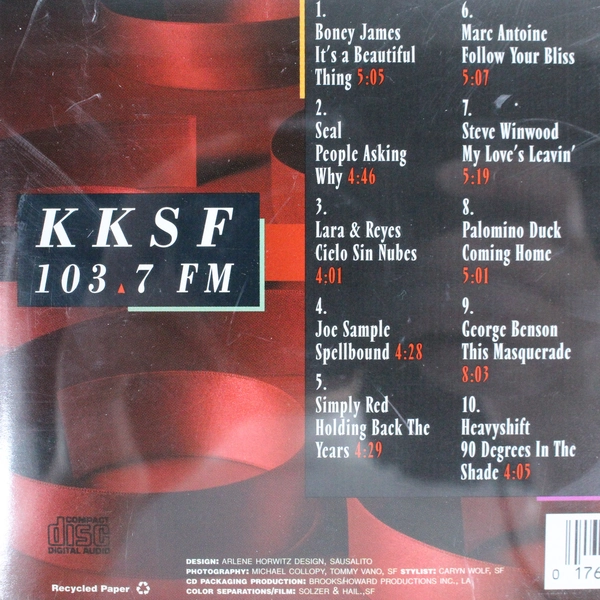 1.
Boney James
It's a Beautiful
Thing 5:05
2.
Seal
People Asking
Why 4:46
3.
Lara & Reyes
Cielo Sin Nubes
4:01
4.
Joe Sample
Spellbound 4:28
5.
Simply Red
Holding Back The
Years 4:29
6.
Marc Antoine
Follow Your Bliss
5:07
7.
Steve Winwood
My Love's Leavin'
5:19
8.
Palomino Duck
Coming Home
5:01
9.
George Benson
This Masquerade
8:03
10.
Heavyshift
90 Degrees In The
Shade 4:05
KKSF
103.7 FM
COMPACT
disc
DIGITAL AUDIO
Recycled Paper
DESIGN: ARLENE HORWITZ DESIGN, SAUSALITO
PHOTOGRAPHY: MICHAEL COLLOPY, TOMMY VANO, SF STYLIST: CARYN WOLF, SF
CD PACKAGING PRODUCTION: BROOKS/HOWARD PRODUCTIONS INC., LA
COLOR SEPARATIONS/FILM: SOLZER & HAIL.,SF
0 176